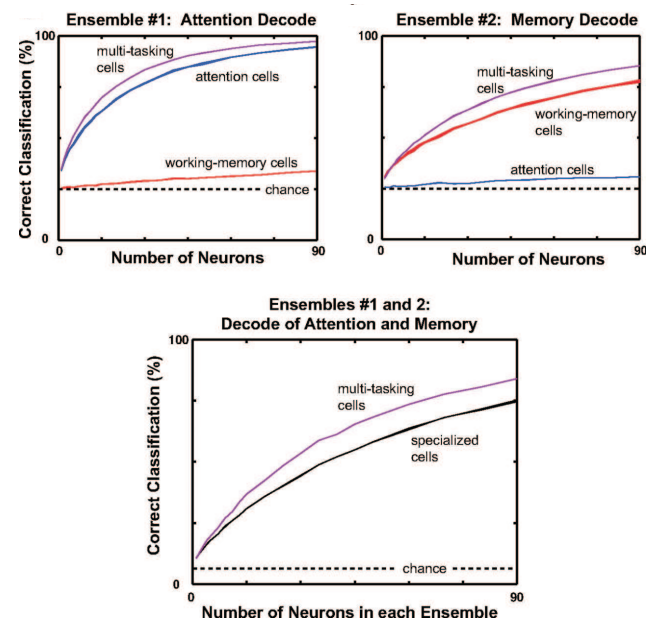 Ensemble #1: Attention Decode
Correct Classification (%)
100
0
multi-tasking
cells
attention cells
working-memory cells
chance
0
90
Number of Neurons
Ensemble #2: Memory Decode
100
0
multi-tasking
cells
working-memory
cells
attention cells
0
90
Number of Neurons
Ensembles #1 and 2:
Decode of Attention and Memory
Correct Classification (%)
100
0
multi-tasking
cells
specialized
cells
chance
0
90
Number of Neurons in each Ensemble